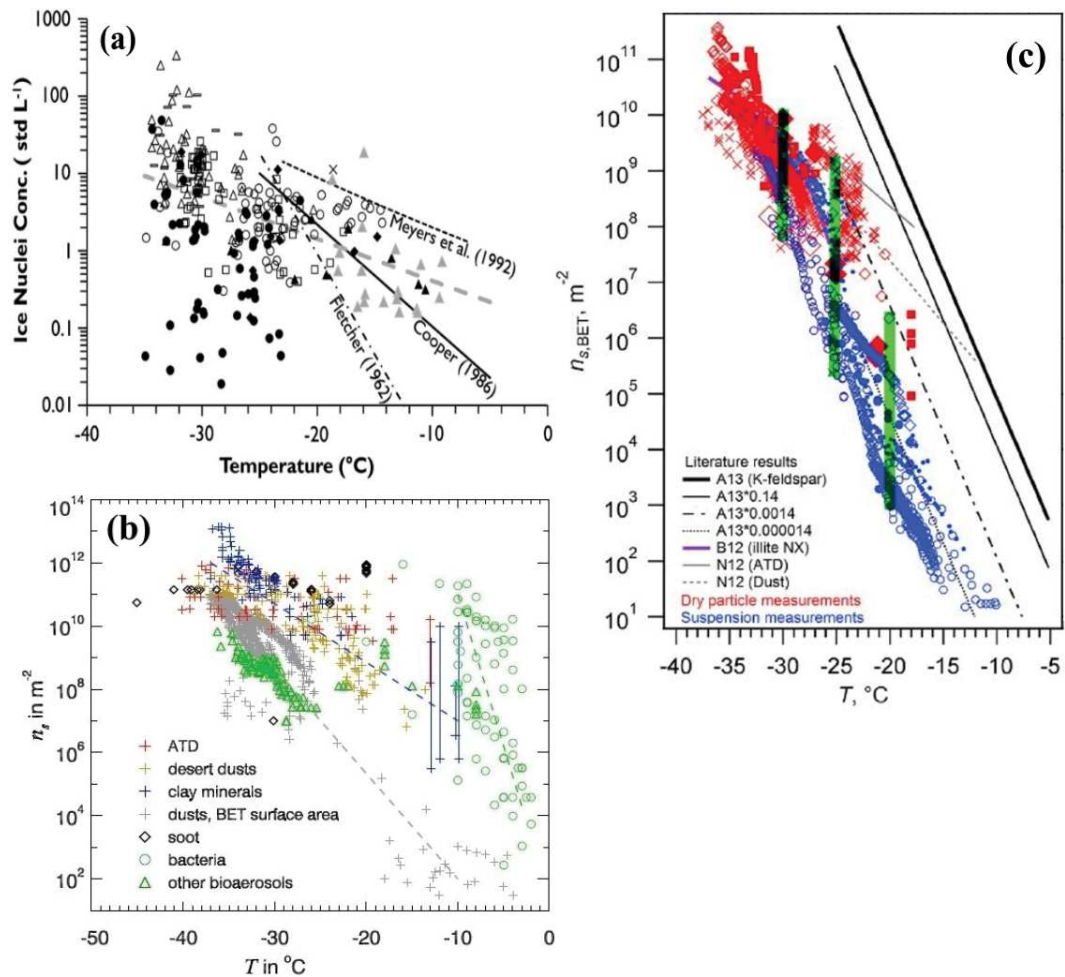 (a)
1000
100
10
1
0.1
0.01
Ice Nuclei Conc. ( std L⁻¹)
Meyers et al. (1992)
Fletcher (1962)
Cooper (1986)
-40
-30
-20
-10
0
Temperature (°C)
(b)
10¹⁴
10¹²
10¹⁰
10⁸
10⁶
10⁴
10²
nₛ in m⁻²
ATD
desert dusts
clay minerals
dusts, BET surface area
soot
bacteria
other bioaerosols
-50
-40
-30
-20
-10
0
T in °C
(c)
10¹¹
10¹⁰
10⁹
10⁸
10⁷
10⁶
10⁵
10⁴
10³
10²
10¹
nₛ,BET, m⁻²
Literature results
A13 (K-feldspar)
A13*0.14
A13*0.0014
A13*0.000014
B12 (illite NX)
N12 (ATD)
N12 (Dust)
Dry particle measurements
Suspension measurements
-40
-35
-30
-25
-20
-15
-10
-5
T, °C